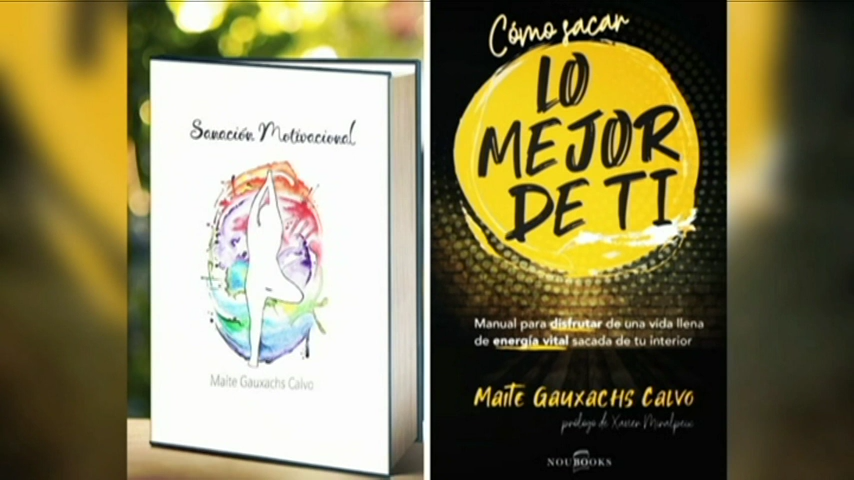 Sanación Motivacional
Maite Gauxachs Calvo
Cómo sacar
LO
MEJOR
DE TI
Manual para disfrutar de una vida llena
de energía vital sacada de tu interior
Maite Gauxachs Calvo
prólogo de Xavier
NOUBOOKS